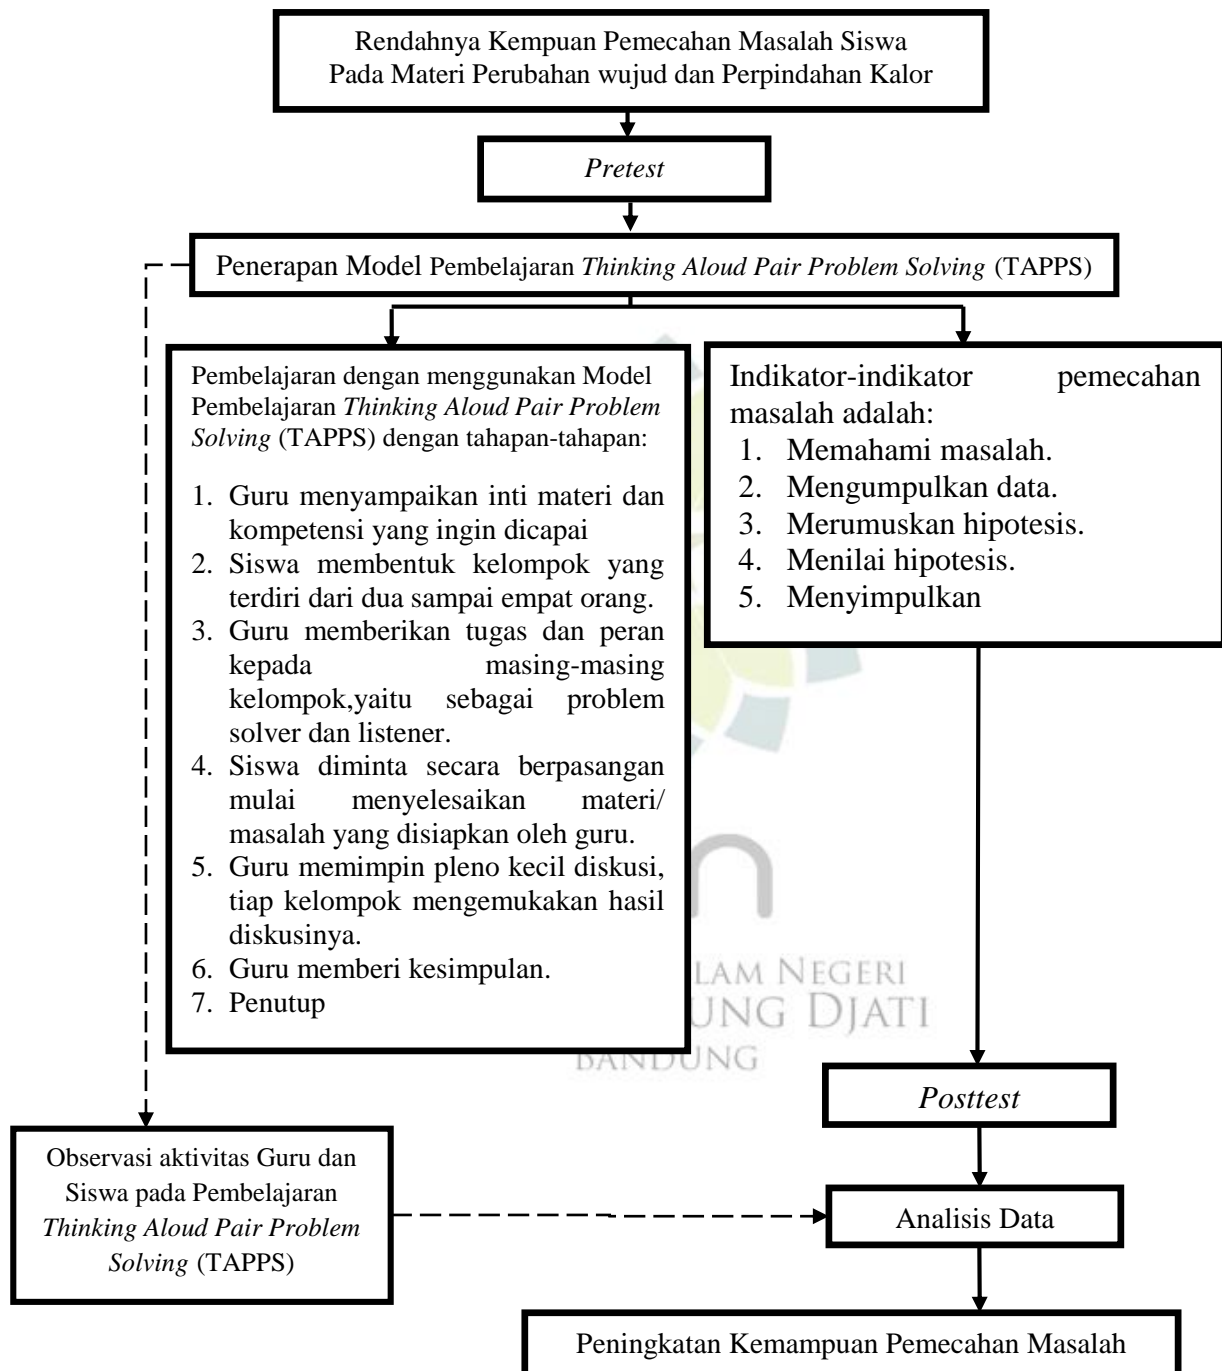 Rendahnya Kempuan Pemecahan Masalah Siswa
Pada Materi Perubahan wujud dan Perpindahan Kalor
Pretest
Penerapan Model Pembelajaran Thinking Aloud Pair Problem Solving (TAPPS)
Pembelajaran dengan menggunakan Model
Pembelajaran Thinking Aloud Pair Problem
Solving (TAPPS) dengan tahapan-tahapan:
1. Guru menyampaikan inti materi dan
kompetensi yang ingin dicapai
2. Siswa membentuk kelompok yang
terdiri dari dua sampai empat orang.
3. Guru memberikan tugas dan peran
kepada masing-masing
kelompok,yaitu sebagai problem
solver dan listener.
4. Siswa diminta secara berpasangan
mulai menyelesaikan materi/
masalah yang disiapkan oleh guru.
5. Guru memimpin pleno kecil diskusi,
tiap kelompok mengemukakan hasil
diskusinya.
6. Guru memberi kesimpulan.
7. Penutup
Indikator-indikator pemecahan
masalah adalah:
1. Memahami masalah.
2. Mengumpulkan data.
3. Merumuskan hipotesis.
4. Menilai hipotesis.
5. Menyimpulkan
LAM NEGERI
UNG DJATI
BANDUNG
Posttest
Observasi aktivitas Guru dan
Siswa pada Pembelajaran
Thinking Aloud Pair Problem
Solving (TAPPS)
Analisis Data
Peningkatan Kemampuan Pemecahan Masalah